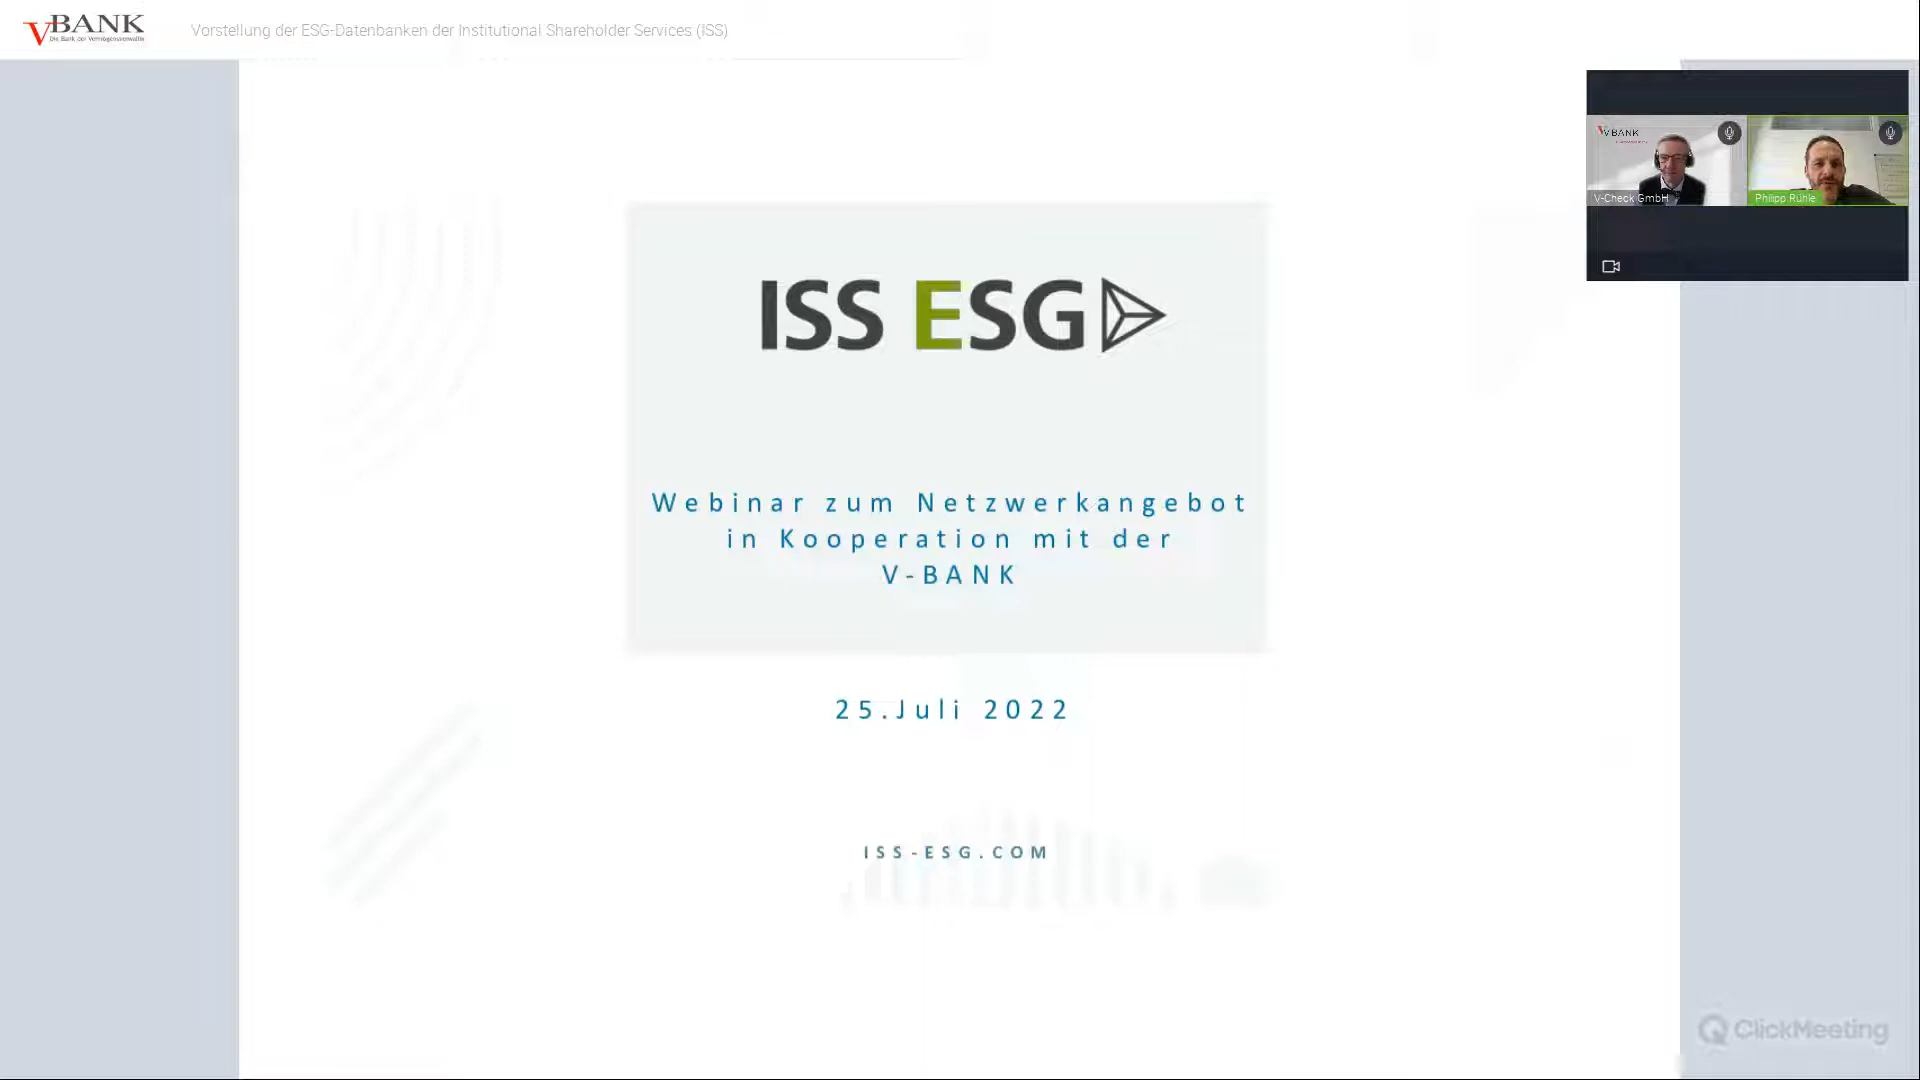 VBANK
Die Bank der Vermögensverwalter
Vorstellung der ESG-Datenbanken der Institutional Shareholder Services (ISS)
V BANK
V-Check GmbH
Philipp Rühle
ISS ESG
Webinar zum Netzwerkangebot
in Kooperation mit der
V-BANK
25.Juli 2022
ISS-ESG.COM
ClickMeeting